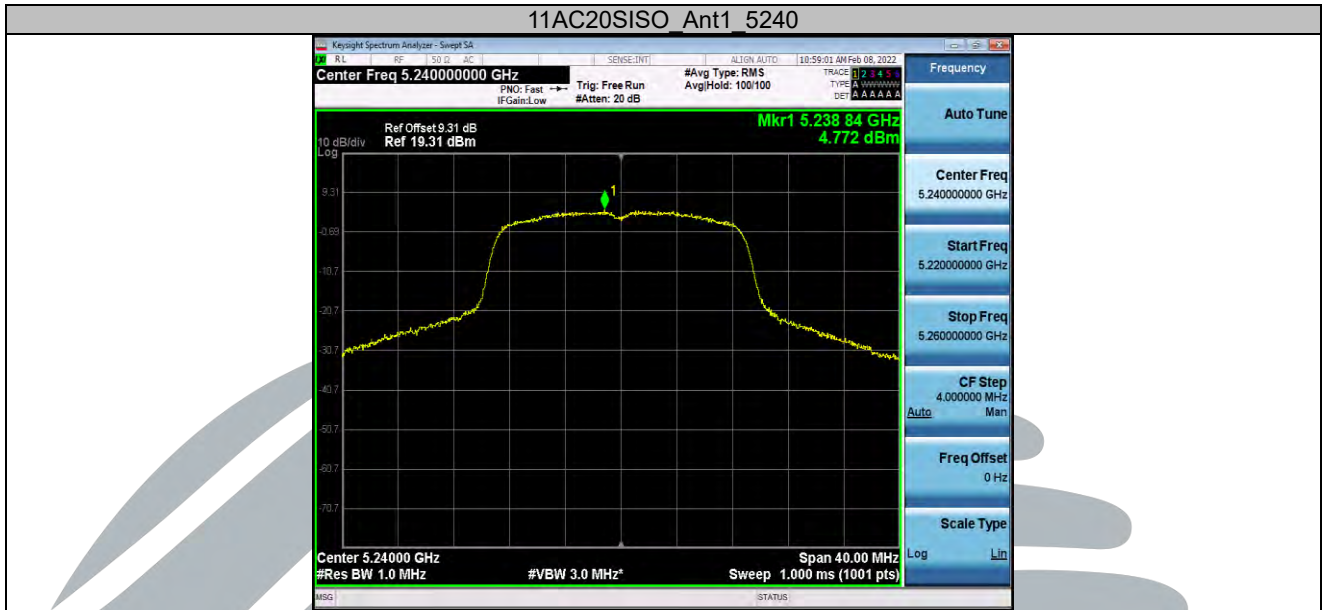 11AC20SISO_Ant1_5240
Keysight Spectrum Analyzer - Swept SA
RL RF 50 Ω AC SENSE:INT ALIGN AUTO 10:59:01 AM Feb 08, 2022
Center Freq 5.240000000 GHz
PNO: Fast
IFGain:Low
Trig: Free Run
#Atten: 20 dB
#Avg Type: RMS
Avg|Hold: 100/100
TRACE 1 2 3 4 5 6
TYPE A WWWWW
DET A A A A A A
Ref Offset 9.31 dB
10 dB/div Ref 19.31 dBm
Log
Mkr1 5.238 84 GHz
4.772 dBm
1
9.31
-0.69
-10.7
-20.7
-30.7
-40.7
-50.7
-60.7
-70.7
Center 5.24000 GHz Span 40.00 MHz
#Res BW 1.0 MHz #VBW 3.0 MHz* Sweep 1.000 ms (1001 pts)
MSG STATUS
Frequency
Auto Tune
Center Freq
5.240000000 GHz
Start Freq
5.220000000 GHz
Stop Freq
5.260000000 GHz
CF Step
4.000000 MHz
Auto Man
Freq Offset
0 Hz
Scale Type
Log Lin